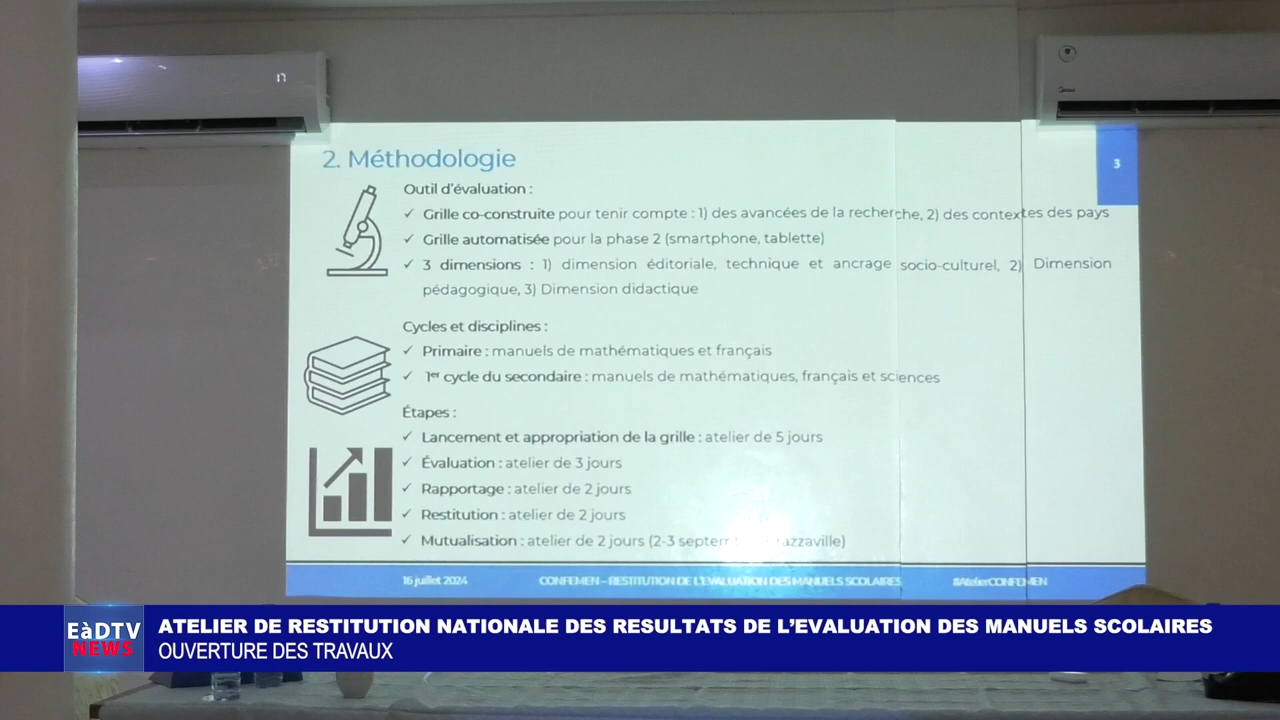 17
Midea
2. Méthodologie
3
Outil d'évaluation :
✓ Grille co-construite pour tenir compte : 1) des avancées de la recherche, 2) des contextes des pays
✓ Grille automatisée pour la phase 2 (smartphone, tablette)
✓ 3 dimensions : 1) dimension éditoriale, technique et ancrage socio-culturel, 2) Dimension
pédagogique, 3) Dimension didactique
Cycles et disciplines :
✓ Primaire : manuels de mathématiques et français
✓ 1er cycle du secondaire : manuels de mathématiques, français et sciences
Étapes :
✓ Lancement et appropriation de la grille : atelier de 5 jours
✓ Évaluation : atelier de 3 jours
✓ Rapportage : atelier de 2 jours
✓ Restitution : atelier de 2 jours
✓ Mutualisation : atelier de 2 jours (2-3
16 juillet 2024 CONFEMEN – RESTITUTION DE L'EVALUATION DES MANUELS SCOLAIRES #AtelierCONFEMEN
EàDTV
NEWS
ATELIER DE RESTITUTION NATIONALE DES RESULTATS DE L'EVALUATION DES MANUELS SCOLAIRES
OUVERTURE DES TRAVAUX